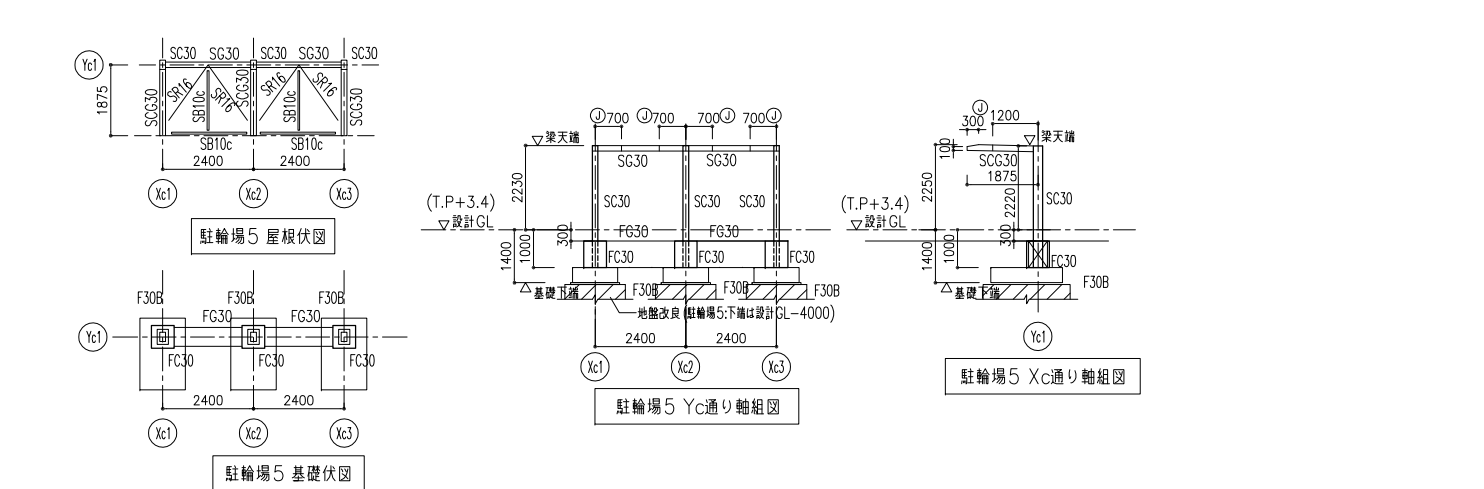 SC30 SG30 SC30 SG30 SC30
Yc1
1875
SCG30 SR16 SB10c SR16 SCG30 SR16 SB10c SR16 SCG30
SB10c SB10c
2400 2400
Xc1 Xc2 Xc3
駐輪場5 屋根伏図
F30B F30B F30B
FG30 FG30
Yc1
FC30 FC30 FC30
2400 2400
Xc1 Xc2 Xc3
駐輪場5 基礎伏図
J 700 J 700 700 J 700 J
梁天端
SG30 SG30
2230
SC30 SC30 SC30
(T.P+3.4)
設計GL
300 FG30 FG30
1400 1000
FC30 FC30 FC30
基礎下端 F30B F30B F30B
地盤改良(駐輪場5:下端は設計GL-4000)
2400 2400
Xc1 Xc2 Xc3
駐輪場5 Yc通り軸組図
J
300 1200
梁天端
100
SCG30
1875
2250 2220
SC30
(T.P+3.4)
設計GL
300
1400 1000
FC30
基礎下端 F30B
Yc1
駐輪場5 Xc通り軸組図